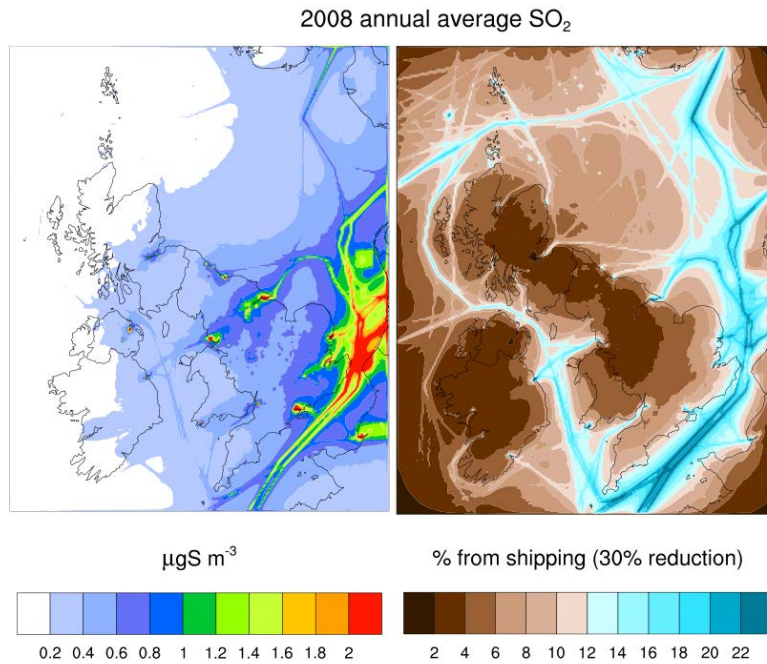 2008 annual average SO₂
μgS m⁻³
% from shipping (30% reduction)
0.2 0.4 0.6 0.8 1 1.2 1.4 1.6 1.8 2
2 4 6 8 10 12 14 16 18 20 22